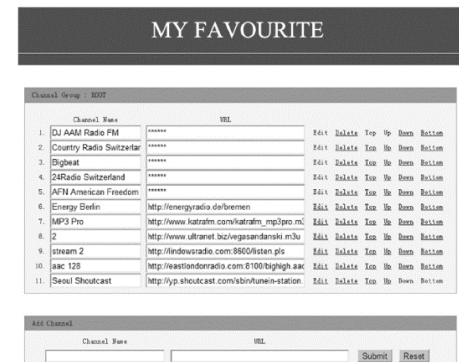 MY FAVOURITE
Channel Group : ROOT
Channel Name URL
1. DJ AAM Radio FM ****** Edit Delete Top Up Down Bottom
2. Country Radio Switzerlar ****** Edit Delete Top Up Down Bottom
3. Bigbeat ****** Edit Delete Top Up Down Bottom
4. 24Radio Switzerland ****** Edit Delete Top Up Down Bottom
5. AFN American Freedom ****** Edit Delete Top Up Down Bottom
6. Energy Berlin http://energyradio.de/bremen Edit Delete Top Up Down Bottom
7. MP3 Pro http://www.katrafm.com/katrafm_mp3pro.m3 Edit Delete Top Up Down Bottom
8. 2 http://www.ultranet.biz/vegasandanski.m3u Edit Delete Top Up Down Bottom
9. stream 2 http://lindowsradio.com:8600/listen.pls Edit Delete Top Up Down Bottom
10. aac 128 http://eastlondonradio.com:8100/bighigh.aac Edit Delete Top Up Down Bottom
11. Seoul Shoutcast http://yp.shoutcast.com/sbin/tunein-station. Edit Delete Top Up Down Bottom
Add Channel
Channel Name URL
Submit Reset